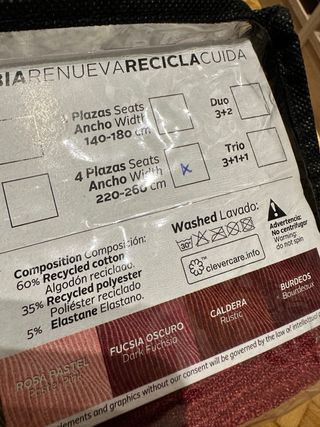 BIARENUEVARECICLACUIDA
Plazas Seats
Ancho Width
140-180 cm
Duo
3+2
4 Plazas Seats
Ancho Width
220-260 cm
x
Trio
3+1+1
Composition Composición:
60% Recycled cotton
Algodón reciclado.
35% Recycled polyester
Poliéster reciclado
5% Elastane Elastano.
Washed Lavado:
30°
clevercare.info
Advertencia:
No centrifugar
Warning:
do not spin
ROSA PASTEL
FUCSIA OSCURO
Dark Fuchsia
CALDERA
Rustic
BURDEOS
Bourdeaux
elements and graphics without our consent will be governed by the law of intellectual